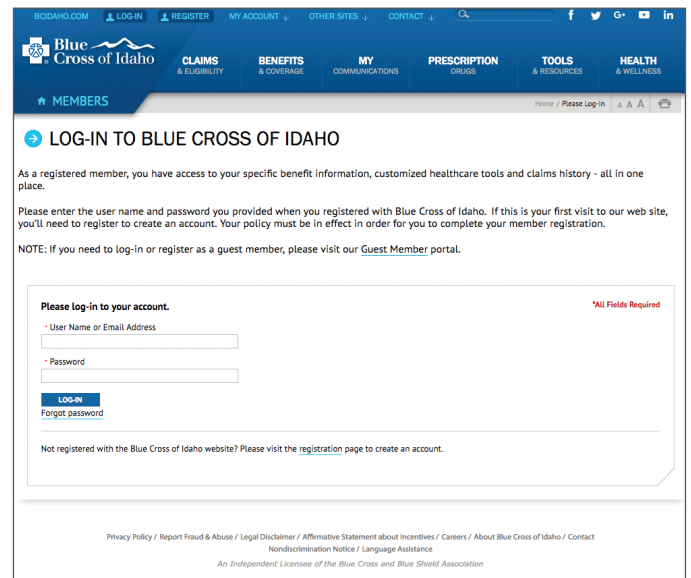 BCIDAHO.COM LOG-IN REGISTER MY ACCOUNT ↓ OTHER SITES ↓ CONTACT ↓ f G+ in
Blue
Cross of Idaho
CLAIMS
& ELIGIBILITY
BENEFITS
& COVERAGE
MY
COMMUNICATIONS
PRESCRIPTION
DRUGS
TOOLS
& RESOURCES
HEALTH
& WELLNESS
MEMBERS
Home / Please Log-In A A A
LOG-IN TO BLUE CROSS OF IDAHO
As a registered member, you have access to your specific benefit information, customized healthcare tools and claims history - all in one
place.
Please enter the user name and password you provided when you registered with Blue Cross of Idaho. If this is your first visit to our web site,
you'll need to register to create an account. Your policy must be in effect in order for you to complete your member registration.
NOTE: If you need to log-in or register as a guest member, please visit our Guest Member portal.
Please log-in to your account.
*All Fields Required
* User Name or Email Address
* Password
LOG-IN
Forgot password
Not registered with the Blue Cross of Idaho website? Please visit the registration page to create an account.
Privacy Policy / Report Fraud & Abuse / Legal Disclaimer / Affirmative Statement about Incentives / Careers / About Blue Cross of Idaho / Contact
Nondiscrimination Notice / Language Assistance
An Independent Licensee of the Blue Cross and Blue Shield Association